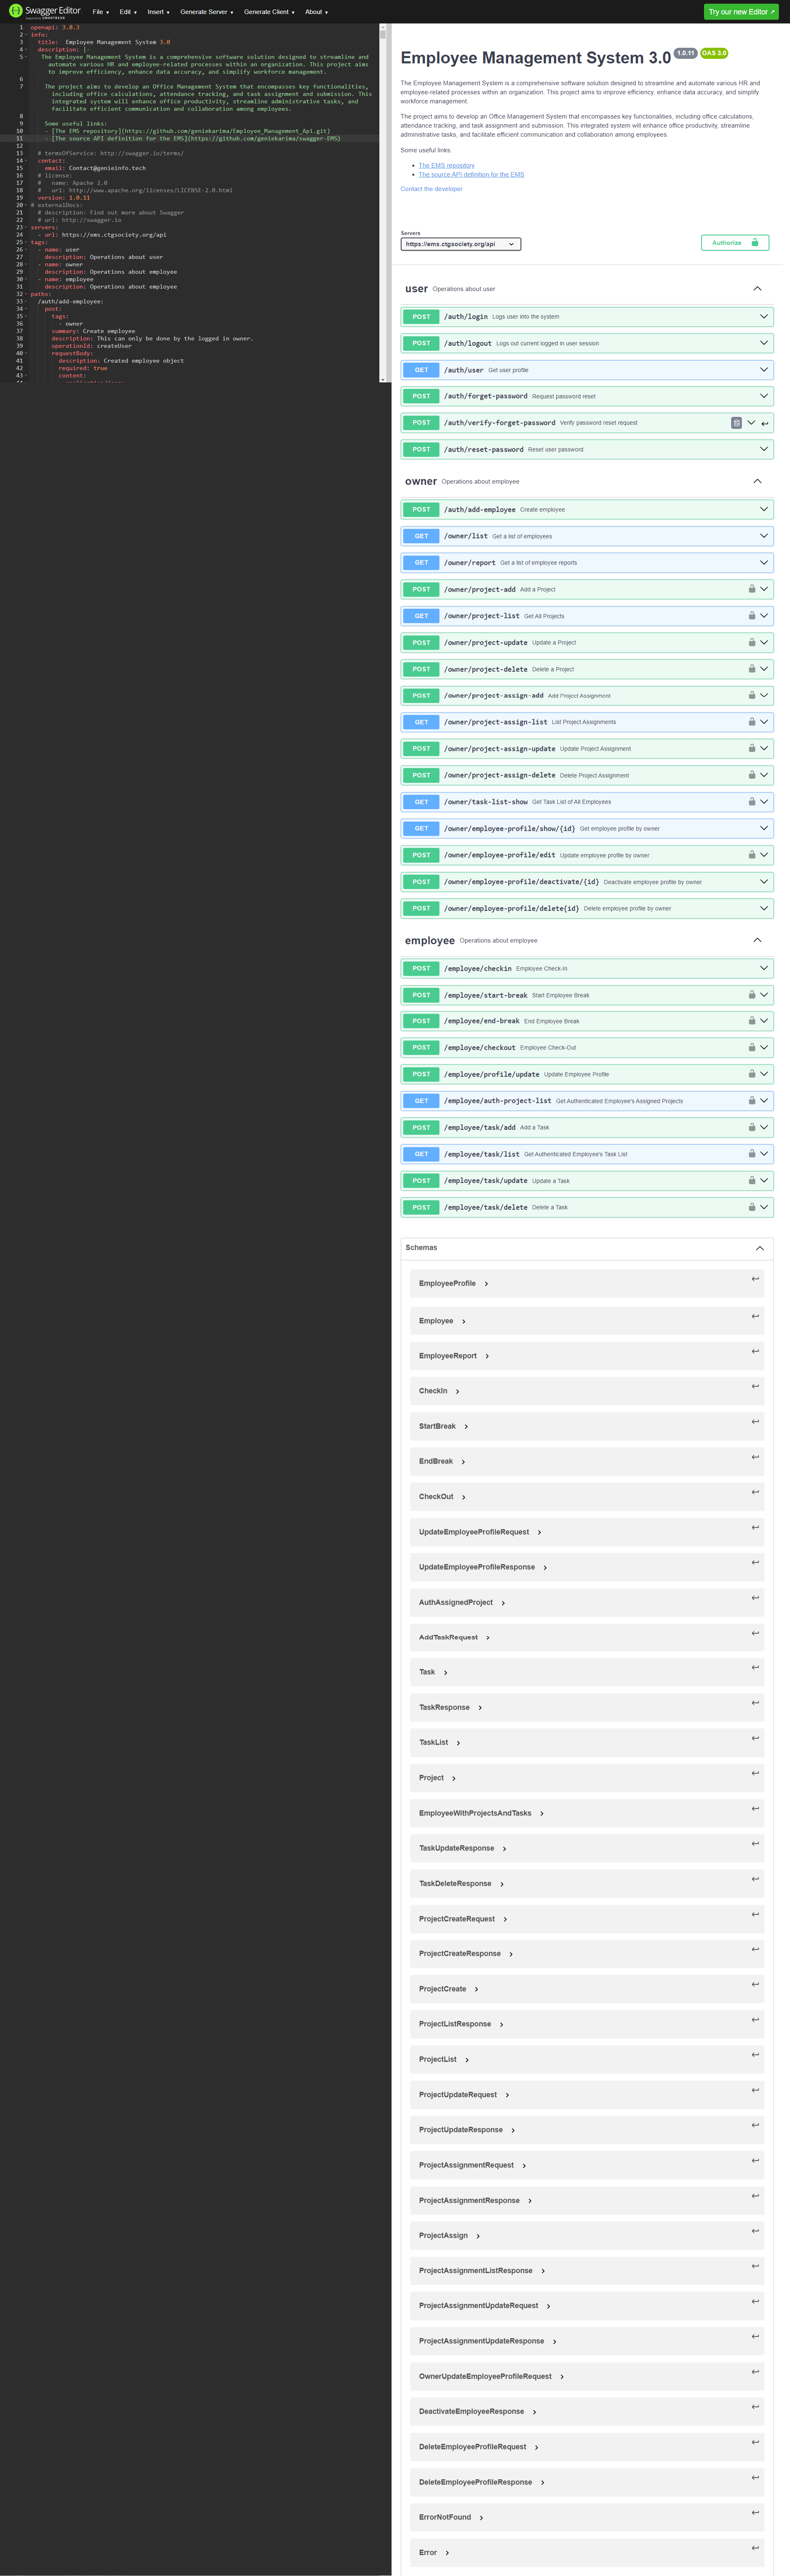 Swagger Editor.
Supported by SMARTBEAR
File
Edit
Insert
Generate Server
Generate Client
About
Try our new Editor ↗
1 openapi: 3.0.3
2 info:
3 title:  Employee Management System 3.0
4 description: |-
5 The Employee Management System is a comprehensive software solution designed to streamline and
automate various HR and employee-related processes within an organization. This project aims
to improve efficiency, enhance data accuracy, and simplify workforce management.
6
7 The project aims to develop an Office Management System that encompasses key functionalities,
including office calculations, attendance tracking, and task assignment and submission. This
integrated system will enhance office productivity, streamline administrative tasks, and
facilitate efficient communication and collaboration among employees.
8
9 Some useful links:
10 - [The EMS repository](https://github.com/geniekarima/Employee_Management_Api.git)
11 - [The source API definition for the EMS](https://github.com/geniekarima/swagger-EMS)
12
13 # termsOfService: http://swagger.io/terms/
14 contact:
15 email: Contact@genieinfo.tech
16 # license:
17 #   name: Apache 2.0
18 #   url: http://www.apache.org/licenses/LICENSE-2.0.html
19 version: 1.0.11
20 # externalDocs:
21 # description: Find out more about Swagger
22 # url: http://swagger.io
23 servers:
24 - url: https://ems.ctgsociety.org/api
25 tags:
26 - name: user
27 description: Operations about user
28 - name: owner
29 description: Operations about employee
30 - name: employee
31 description: Operations about employee
32 paths:
33 /auth/add-employee:
34 post:
35 tags:
36 - owner
37 summary: Create employee
38 description: This can only be done by the logged in owner.
39 operationId: createUser
40 requestBody:
41 description: Created employee object
42 required: true
43 content:
Employee Management System 3.0 1.0.11 OAS 3.0
The Employee Management System is a comprehensive software solution designed to streamline and automate various HR and
employee-related processes within an organization. This project aims to improve efficiency, enhance data accuracy, and simplify
workforce management.
The project aims to develop an Office Management System that encompasses key functionalities, including office calculations,
attendance tracking, and task assignment and submission. This integrated system will enhance office productivity, streamline
administrative tasks, and facilitate efficient communication and collaboration among employees.
Some useful links:
The EMS repository
The source API definition for the EMS
Contact the developer
Servers
https://ems.ctgsociety.org/api
Authorize
user Operations about user
POST /auth/login Logs user into the system
POST /auth/logout Logs out current logged in user session
GET /auth/user Get user profile
POST /auth/forget-password Request password reset
POST /auth/verify-forget-password Verify password reset request
POST /auth/reset-password Reset user password
owner Operations about employee
POST /auth/add-employee Create employee
GET /owner/list Get a list of employees
GET /owner/report Get a list of employee reports
POST /owner/project-add Add a Project
GET /owner/project-list Get All Projects
POST /owner/project-update Update a Project
POST /owner/project-delete Delete a Project
POST /owner/project-assign-add Add Project Assignment
GET /owner/project-assign-list List Project Assignments
POST /owner/project-assign-update Update Project Assignment
POST /owner/project-assign-delete Delete Project Assignment
GET /owner/task-list-show Get Task List of All Employees
GET /owner/employee-profile/show/{id} Get employee profile by owner
POST /owner/employee-profile/edit Update employee profile by owner
POST /owner/employee-profile/deactivate/{id} Deactivate employee profile by owner
POST /owner/employee-profile/delete{id} Delete employee profile by owner
employee Operations about employee
POST /employee/checkin Employee Check-In
POST /employee/start-break Start Employee Break
POST /employee/end-break End Employee Break
POST /employee/checkout Employee Check-Out
POST /employee/profile/update Update Employee Profile
GET /employee/auth-project-list Get Authenticated Employee's Assigned Projects
POST /employee/task/add Add a Task
GET /employee/task/list Get Authenticated Employee's Task List
POST /employee/task/update Update a Task
POST /employee/task/delete Delete a Task
Schemas
EmployeeProfile
Employee
EmployeeReport
CheckIn
StartBreak
EndBreak
CheckOut
UpdateEmployeeProfileRequest
UpdateEmployeeProfileResponse
AuthAssignedProject
AddTaskRequest
Task
TaskResponse
TaskList
Project
EmployeeWithProjectsAndTasks
TaskUpdateResponse
TaskDeleteResponse
ProjectCreateRequest
ProjectCreateResponse
ProjectCreate
ProjectListResponse
ProjectList
ProjectUpdateRequest
ProjectUpdateResponse
ProjectAssignmentRequest
ProjectAssignmentResponse
ProjectAssign
ProjectAssignmentListResponse
ProjectAssignmentUpdateRequest
ProjectAssignmentUpdateResponse
OwnerUpdateEmployeeProfileRequest
DeactivateEmployeeResponse
DeleteEmployeeProfileRequest
DeleteEmployeeProfileResponse
ErrorNotFound
Error